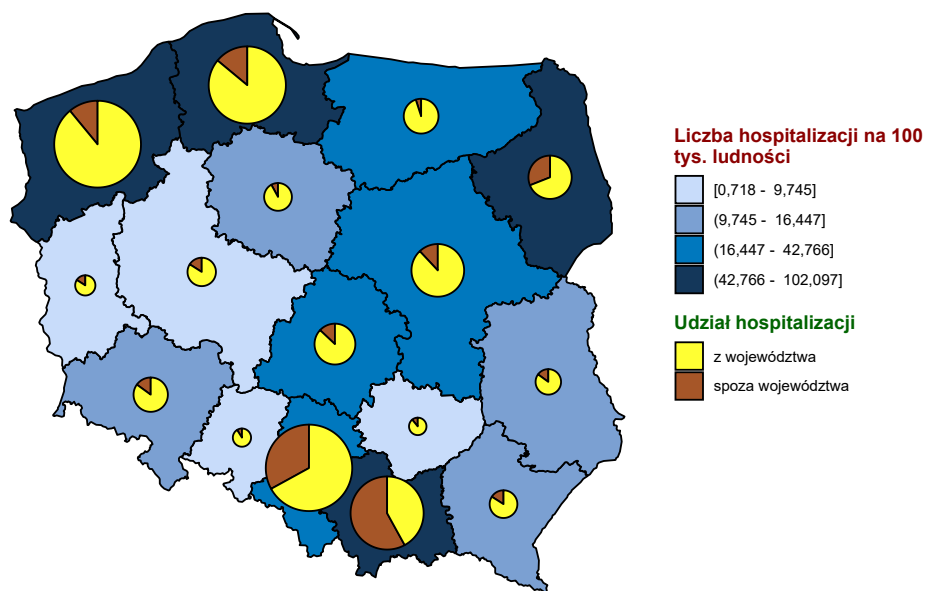 Liczba hospitalizacji na 100
tys. ludności
[0,718 - 9,745]
(9,745 - 16,447]
(16,447 - 42,766]
(42,766 - 102,097]
Udział hospitalizacji
z województwa
spoza województwa